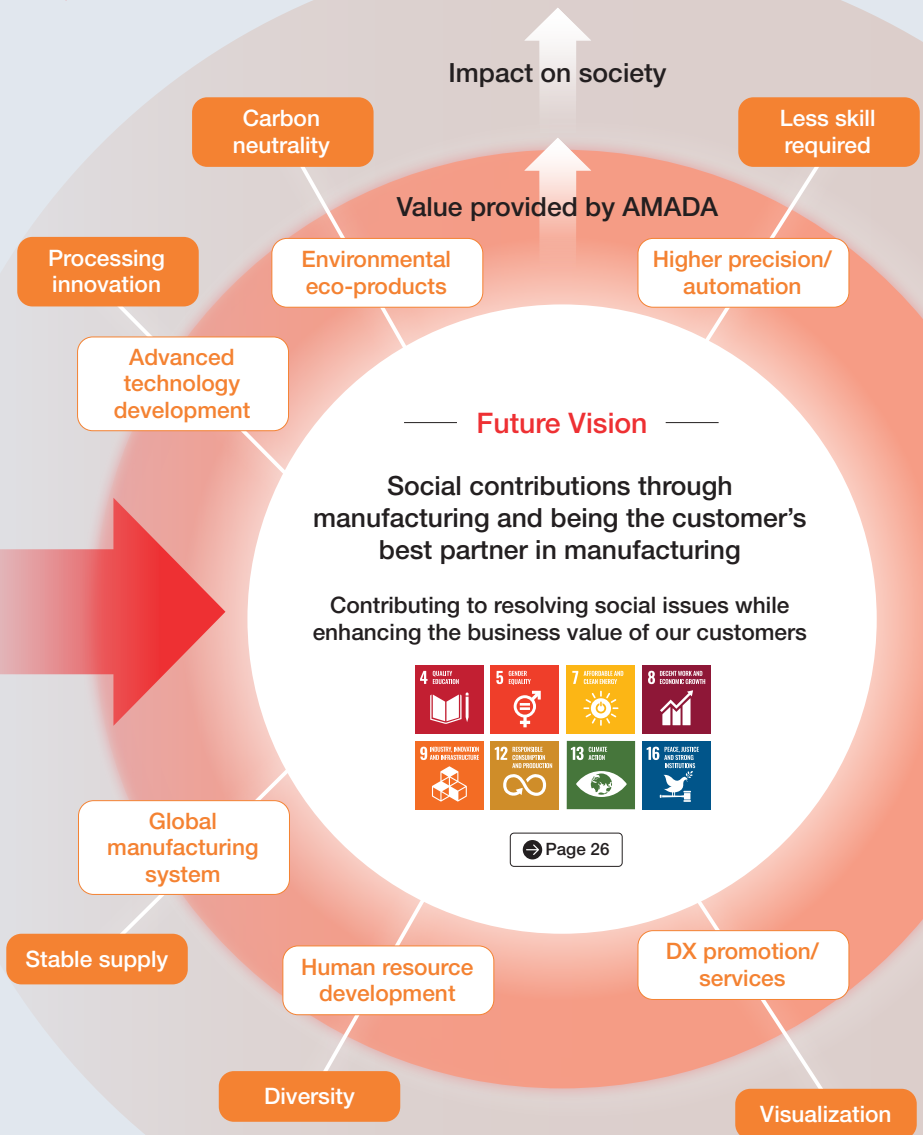 Impact on society
Carbon
neutrality
Less skill
required
Value provided by AMADA
Processing
innovation
Environmental
eco-products
Higher precision/
automation
Advanced
technology
development
Future Vision
Social contributions through
manufacturing and being the customer's
best partner in manufacturing
Contributing to resolving social issues while
enhancing the business value of our customers
4 QUALITY
EDUCATION
5 GENDER
EQUALITY
7 AFFORDABLE AND
CLEAN ENERGY
8 DECENT WORK AND
ECONOMIC GROWTH
9 INDUSTRY, INNOVATION
AND INFRASTRUCTURE
12 RESPONSIBLE
CONSUMPTION
AND PRODUCTION
13 CLIMATE
ACTION
16 PEACE, JUSTICE
AND STRONG
INSTITUTIONS
Page 26
Global
manufacturing
system
Stable supply
Human resource
development
DX promotion/
services
Diversity
Visualization